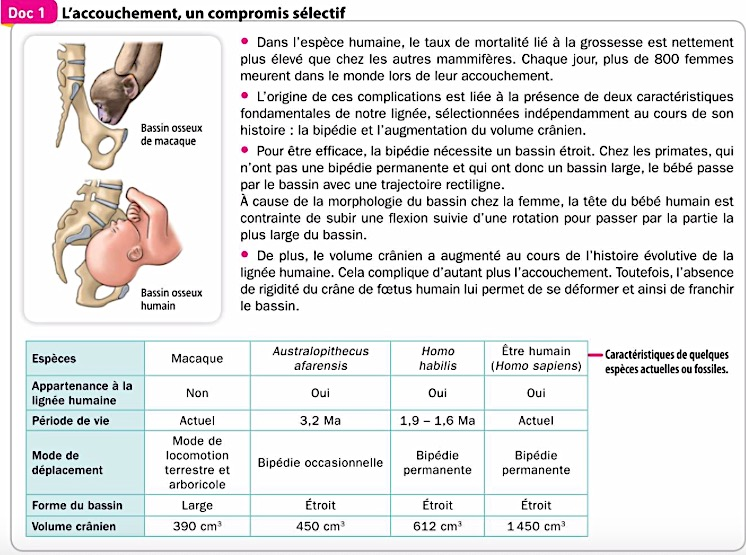 Doc 1 L’accouchement, un compromis sélectif
• Dans l’espèce humaine, le taux de mortalité lié à la grossesse est nettement
plus élevé que chez les autres mammifères. Chaque jour, plus de 800 femmes
meurent dans le monde lors de leur accouchement.
• L’origine de ces complications est liée à la présence de deux caractéristiques
fondamentales de notre lignée, sélectionnées indépendamment au cours de son
histoire : la bipédie et l’augmentation du volume crânien.
• Pour être efficace, la bipédie nécessite un bassin étroit. Chez les primates, qui
n’ont pas une bipédie permanente et qui ont donc un bassin large, le bébé passe
par le bassin avec une trajectoire rectiligne.
À cause de la morphologie du bassin chez la femme, la tête du bébé humain est
contrainte de subir une flexion suivie d’une rotation pour passer par la partie la
plus large du bassin.
• De plus, le volume crânien a augmenté au cours de l’histoire évolutive de la
lignée humaine. Cela complique d’autant plus l’accouchement. Toutefois, l’absence
de rigidité du crâne de fœtus humain lui permet de se déformer et ainsi de franchir
le bassin.
Bassin osseux
de macaque
Bassin osseux
humain
Espèces Macaque Australopithecus afarensis Homo habilis Être humain (Homo sapiens)
Appartenance à la lignée humaine Non Oui Oui Oui
Période de vie Actuel 3,2 Ma 1,9 – 1,6 Ma Actuel
Mode de déplacement Mode de locomotion terrestre et arboricole Bipédie occasionnelle Bipédie permanente Bipédie permanente
Forme du bassin Large Étroit Étroit Étroit
Volume crânien 390 cm³ 450 cm³ 612 cm³ 1 450 cm³
Caractéristiques de quelques
espèces actuelles ou fossiles.